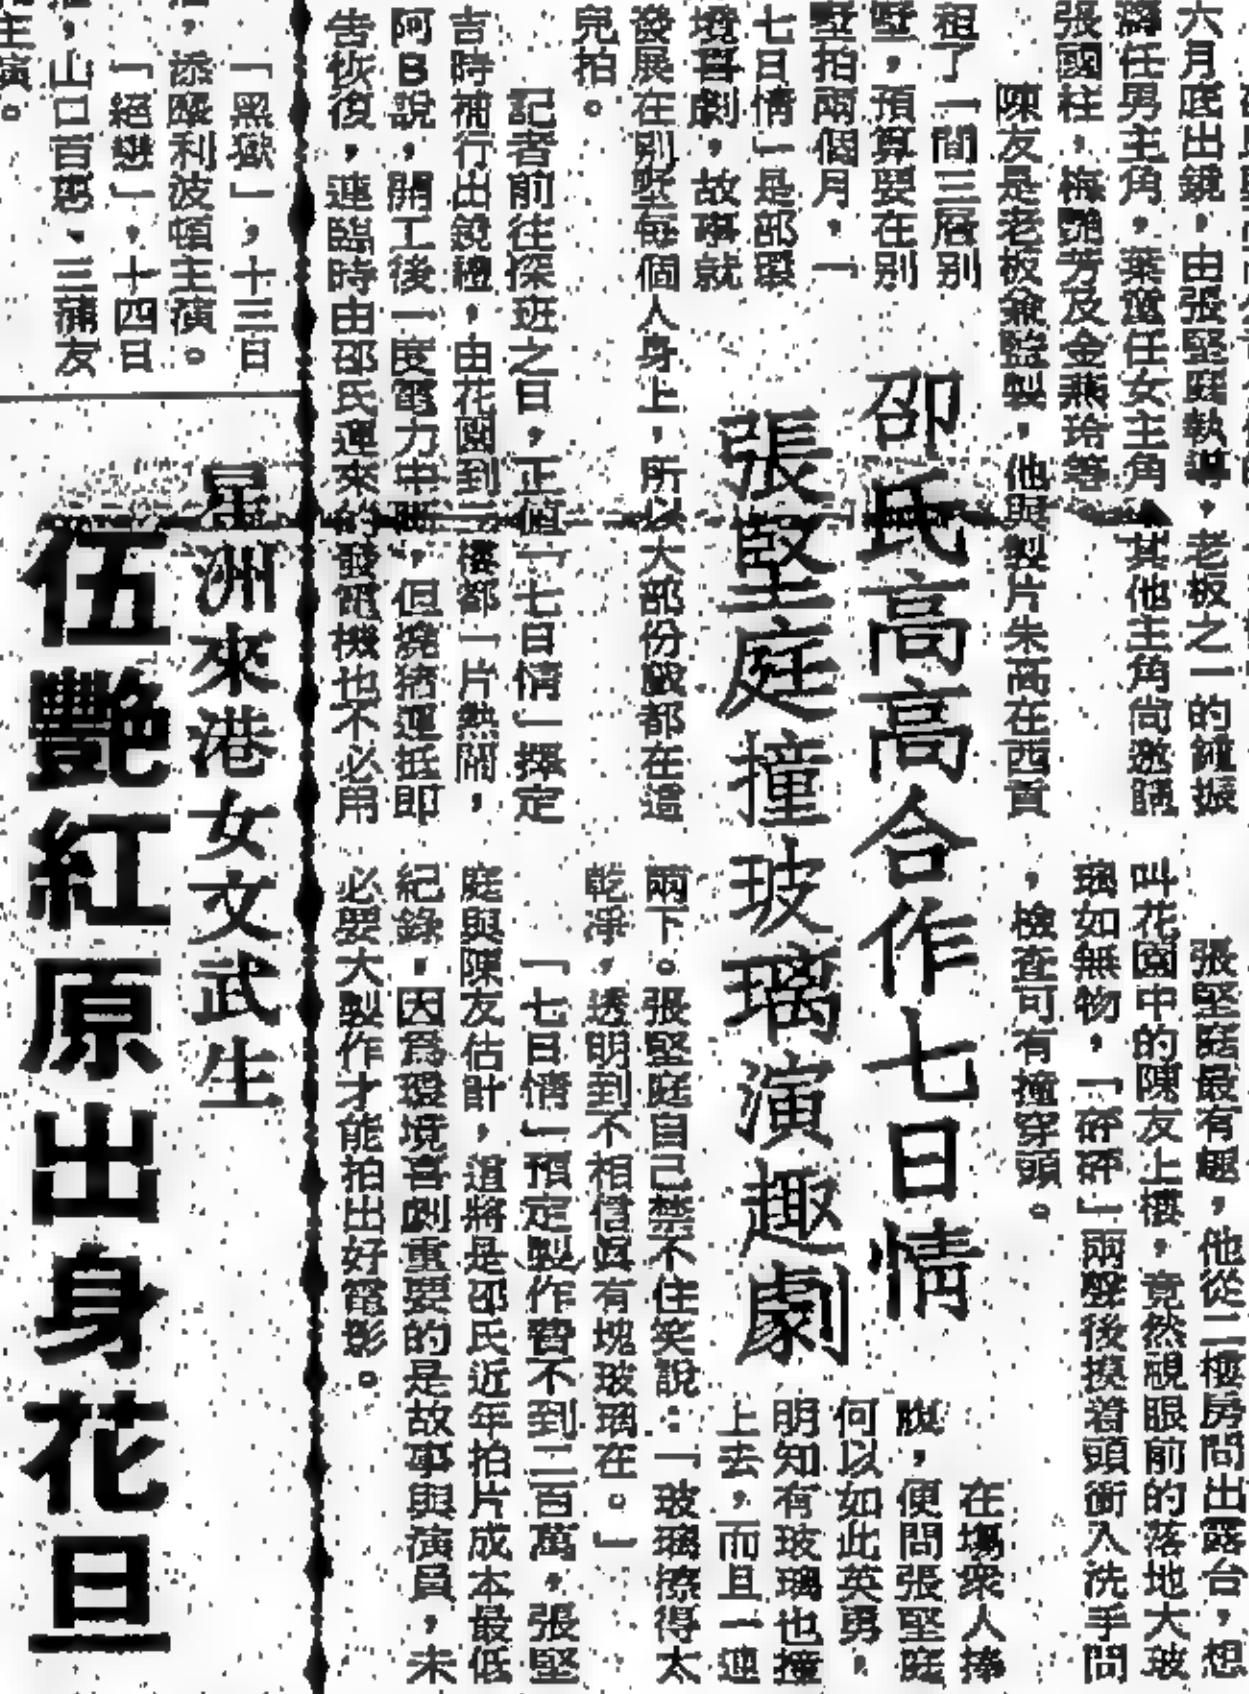 邵氏高高合作七日情
張堅庭撞玻璃演趣劇
六月底出鏡，由張堅庭執導，老板之一的鍾振
任男主角，葉童任女主角，其他主角尚邀請
張國柱，梅艷芳及金燕玲等。
陳友是老板兼監製，他與製片朱高在西貢
租了一間三層別
墅，預算要在別
墅拍兩個月，「
七日情」是部環
境喜劇，故事就
發展在別墅每個人身上，所以大部份戲都在這
兒拍。
記者前往探班之日，正值「七日情」擇定
吉時補行出鏡禮，由花園到三樓都一片熱鬧，
阿B說，開工後一度電力中斷，但燒猪運抵即
告恢復，連臨時由邵氏運來的發電機也不必用
張堅庭最有趣，他從二樓房間出露台，想
叫花園中的陳友上樓，竟然視眼前的落地大玻
璃如無物，「砰砰」兩聲後摸着頭衝入洗手間
，檢查可有撞穿頭。
在場衆人捧
腹，便問張堅庭
何以如此英勇，
明知有玻璃也撞
上去，而且一連
兩下。張堅庭自己禁不住笑說：「玻璃擦得太
乾淨，透明到不相信眞有塊玻璃在。」
「七日情」預定製作費不到二百萬，張堅
庭與陳友估計，這將是邵氏近年拍片成本最低
紀錄，因爲環境喜劇重要的是故事與演員，未
必要大製作才能拍出好電影。
「黑獄」，十三日
，添布利波頓主演。
「絕戀」，十四日
，山口百惠、三浦友
主演。
星洲來港女文武生
伍艷紅原出身花旦